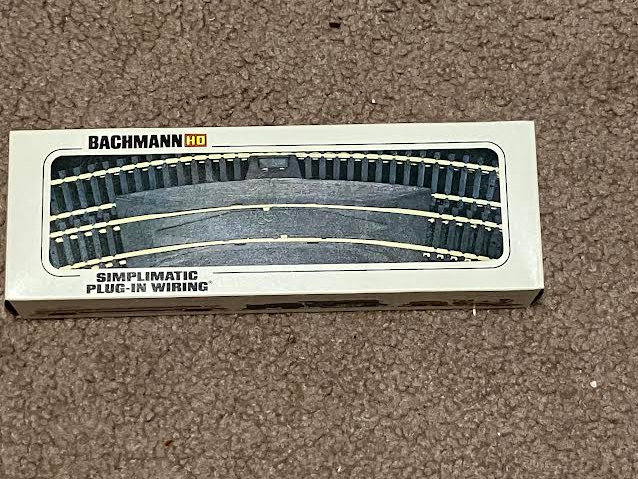 BACHMANN HO
SIMPLIMATIC
PLUG-IN WIRING®